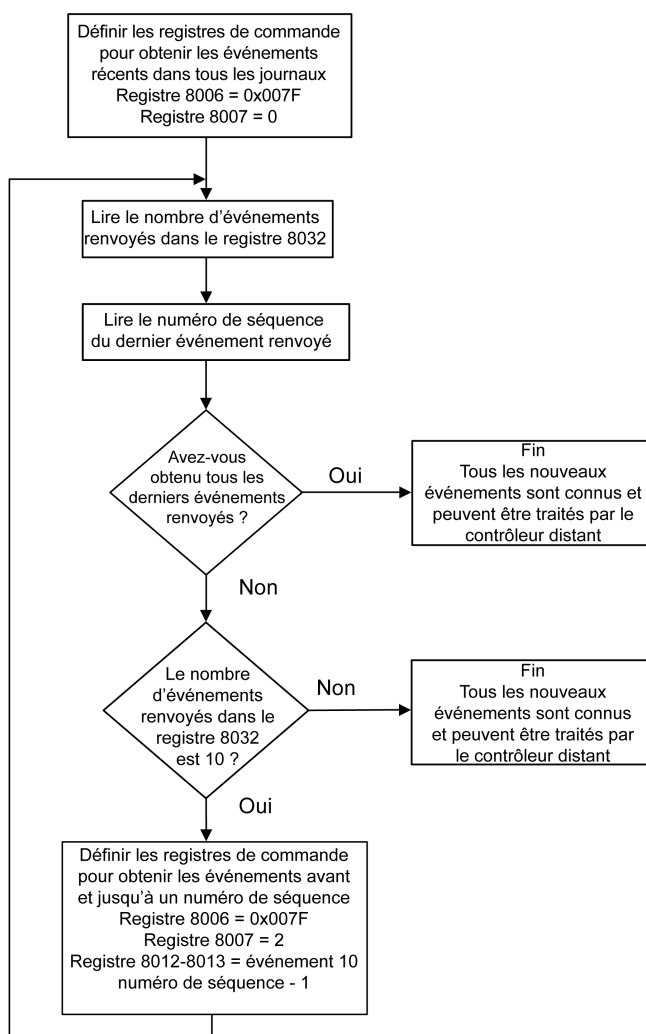 Définir les registres de commande
pour obtenir les événements
récents dans tous les journaux
Registre 8006 = 0x007F
Registre 8007 = 0
Lire le nombre d’événements
renvoyés dans le registre 8032
Lire le numéro de séquence
du dernier événement renvoyé
Avez-vous
obtenu tous les
derniers événements
renvoyés ?
Oui
Fin
Tous les nouveaux
événements sont connus et
peuvent être traités par le
contrôleur distant
Non
Le nombre
d’événements
renvoyés dans le
registre 8032
est 10 ?
Non
Fin
Tous les nouveaux
événements sont connus
et peuvent être traités par
le contrôleur distant
Oui
Définir les registres de commande
pour obtenir les événements avant
et jusqu’à un numéro de séquence
Registre 8006 = 0x007F
Registre 8007 = 2
Registre 8012-8013 = événement 10
numéro de séquence - 1